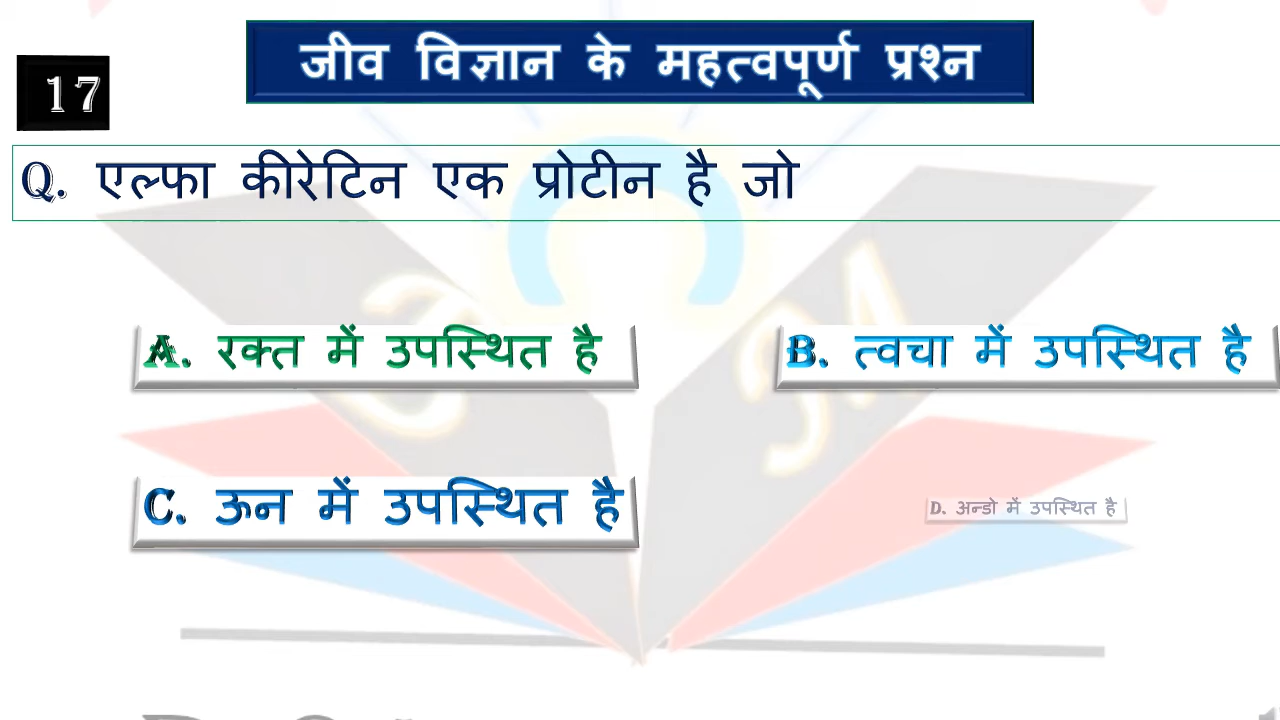 जीव विज्ञान के महत्वपूर्ण प्रश्न
17
Q. एल्फा कीरेटिन एक प्रोटीन है जो
A. रक्त में उपस्थित है
B. त्वचा में उपस्थित है
C. ऊन में उपस्थित है
D. अन्डो में उपस्थित है